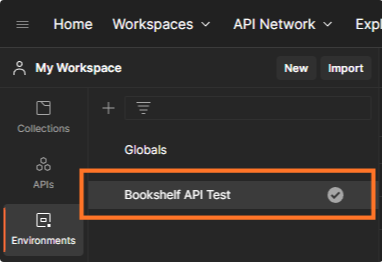 Home Workspaces API Network Expl
My Workspace New Import
Collections
Globals
APIs
Bookshelf API Test
Environments